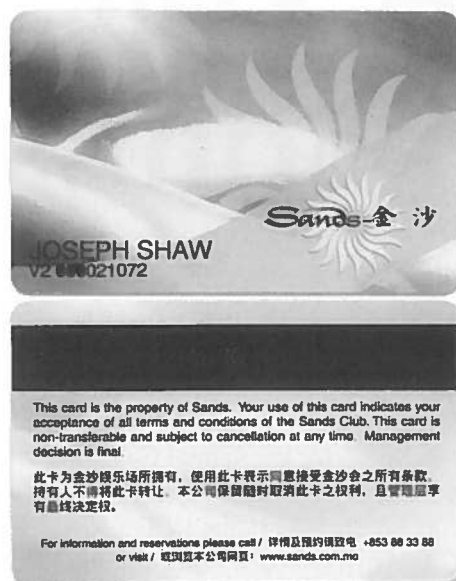 Sands 金沙
JOSEPH SHAW
V2 021072
This card is the property of Sands. Your use of this card indicates your
acceptance of all terms and conditions of the Sands Club. This card is
non-transferable and subject to cancellation at any time. Management
decision is final.
此卡为金沙娱乐场所拥有，使用此卡表示同意接受金沙会之所有条款。
持有人不得将此卡转让。本公司保留随时取消此卡之权利，且管理层享
有最终决定权。
For information and reservations please call / 详情及预约请致电 +853 88 33 88
or visit / 或浏览本公司网页：www.sands.com.mo